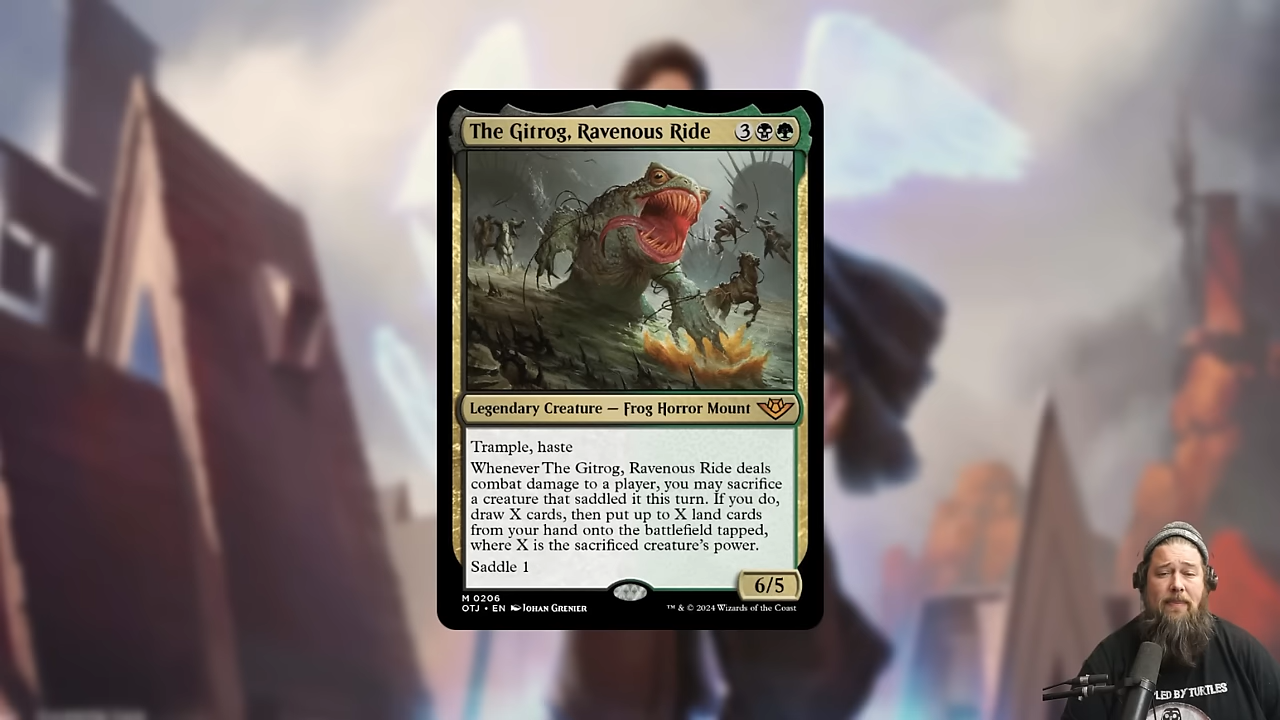 The Gitrog, Ravenous Ride 3
Legendary Creature — Frog Horror Mount
Trample, haste
Whenever The Gitrog, Ravenous Ride deals
combat damage to a player, you may sacrifice
a creature that saddled it this turn. If you do,
draw X cards, then put up to X land cards
from your hand onto the battlefield tapped,
where X is the sacrificed creature's power.
Saddle 1
6/5
M 0206
OTJ • EN Johan Grenier
™ & © 2024 Wizards of the Coast
LED BY TURTLES